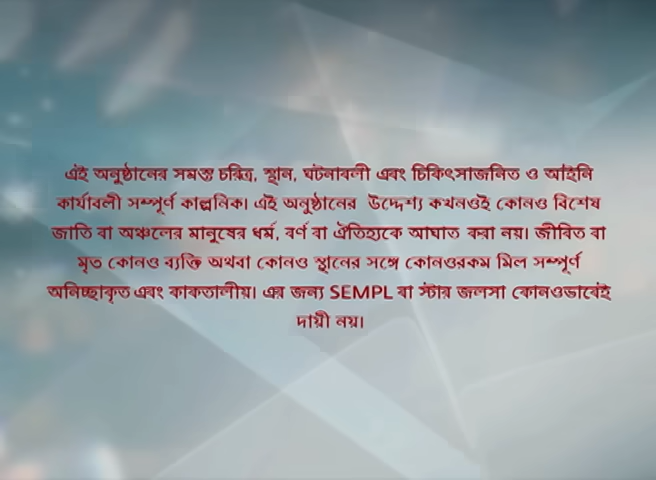 এই অনুষ্ঠানের সমস্ত চরিত্র, স্থান, ঘটনাবলী এবং চিকিৎসাজনিত ও আইনি
কার্যাবলী সম্পূর্ণ কাল্পনিক। এই অনুষ্ঠানের উদ্দেশ্য কখনওই কোনও বিশেষ
জাতি বা অঞ্চলের মানুষের ধর্ম, বর্ণ বা ঐতিহ্যকে আঘাত করা নয়। জীবিত বা
মৃত কোনও ব্যক্তি অথবা কোনও স্থানের সঙ্গে কোনওরকম মিল সম্পূর্ণ
অনিচ্ছাকৃত এবং কাকতালীয়। এর জন্য SEMPL বা স্টার জলসা কোনওভাবেই
দায়ী নয়।